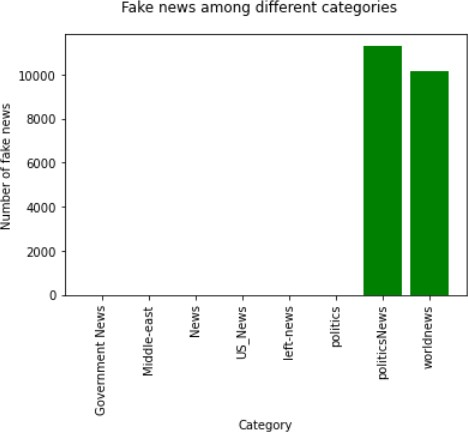 Fake news among different categories
Number of fake news
10000
8000
6000
4000
2000
0
Government News
Middle-east
News
US_News
left-news
politics
politicsNews
worldnews
Category